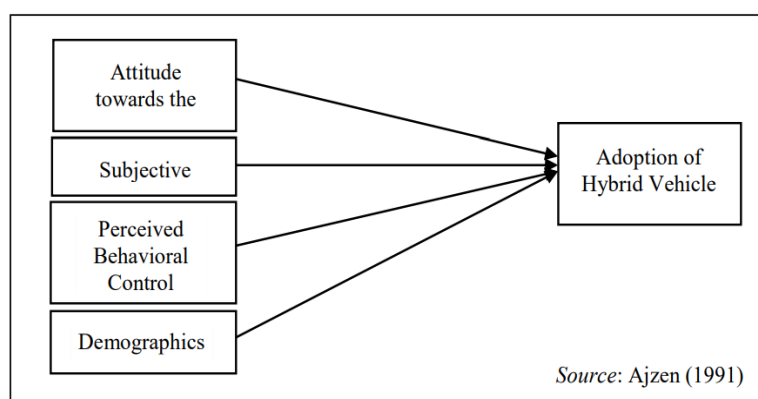 Attitude
towards the
Subjective
Perceived
Behavioral
Control
Demographics
Adoption of
Hybrid Vehicle
Source: Ajzen (1991)